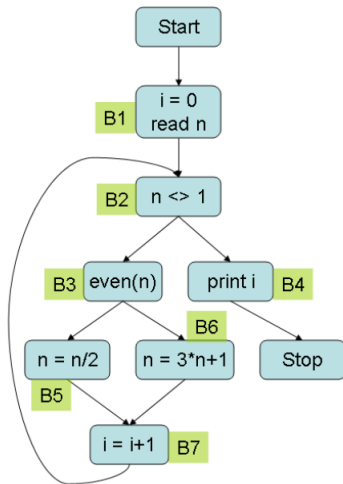 Start
B1
i = 0
read n
B2
n <> 1
B3
even(n)
print i
B4
B6
n = n/2
n = 3*n+1
Stop
B5
i = i+1
B7